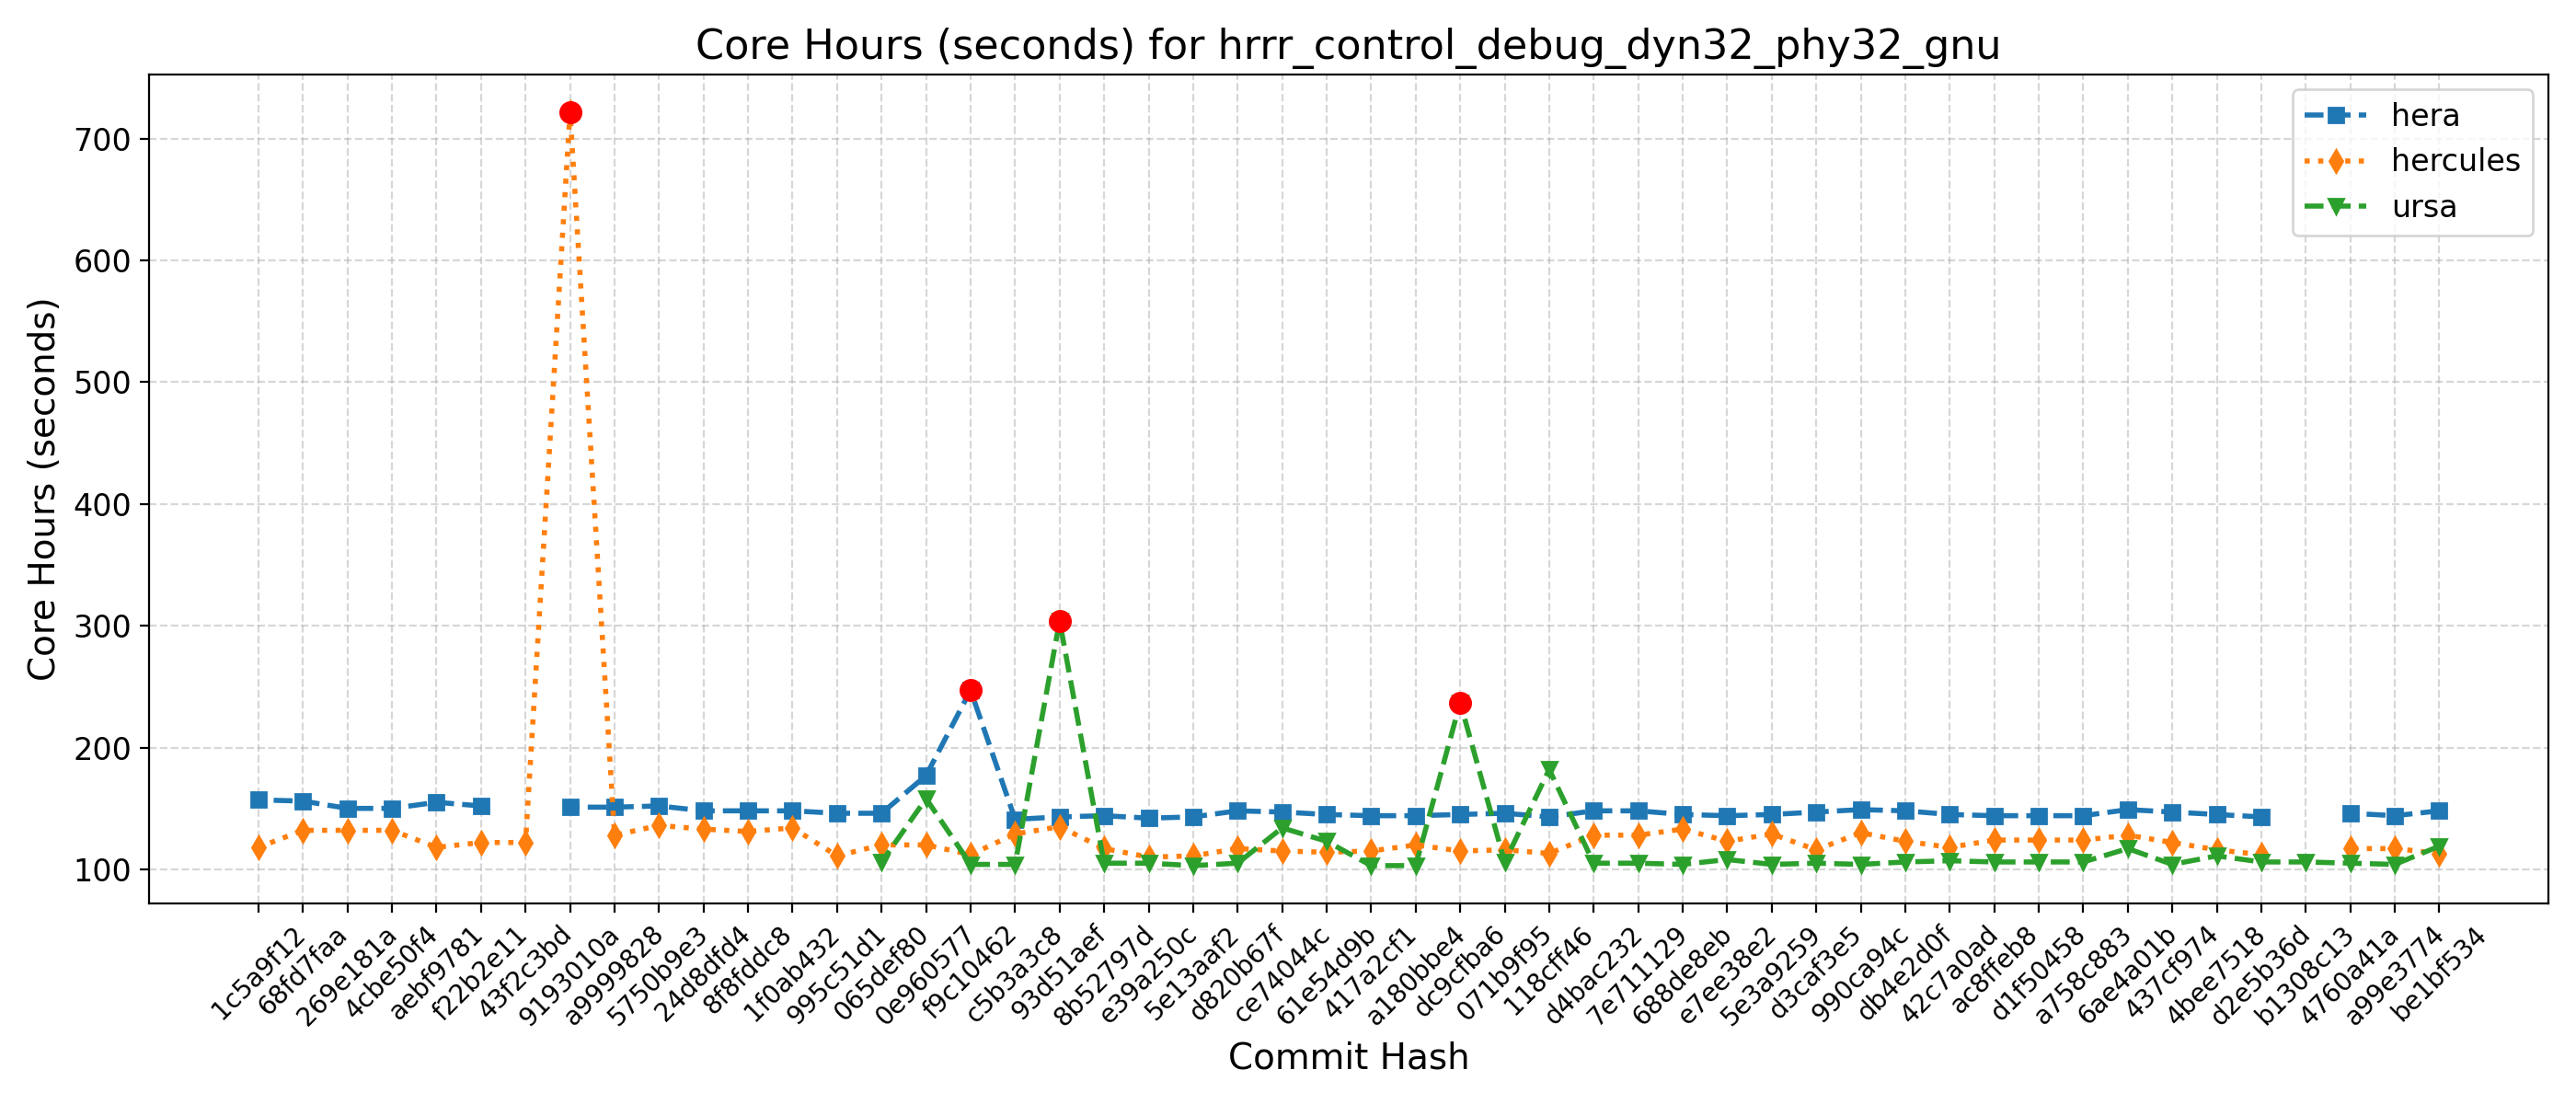 Core Hours (seconds) for hrrr_control_debug_dyn32_phy32_gnu
Core Hours (seconds)
700
600
500
400
300
200
100
hera
hercules
ursa
1c5a9f12
68fd7faa
269e181a
4cbe50f4
aebf9781
f22b2e11
43f2c3bd
9193010a
a9999828
5750b9e3
24d8dfd4
8f8fddc8
1f0ab432
995c51d1
065def80
0e960577
f9c10462
c5b3a3c8
93d51aef
8b52797d
e39a250c
5e13aaf2
d820b67f
ce74044c
61e54d9b
417a2cf1
a180bbe4
dc9cfba6
071b9f95
118cff46
d4bac232
7e711129
688de8eb
e7ee38e2
5e3a9259
d3caf3e5
990ca94c
db4e2d0f
42c7a0ad
ac8ffeb8
d1f50458
a758c883
6ae4a01b
437cf974
4bee7518
d2e5b36d
b1308c13
4760a41a
a99e3774
be1bf534
Commit Hash